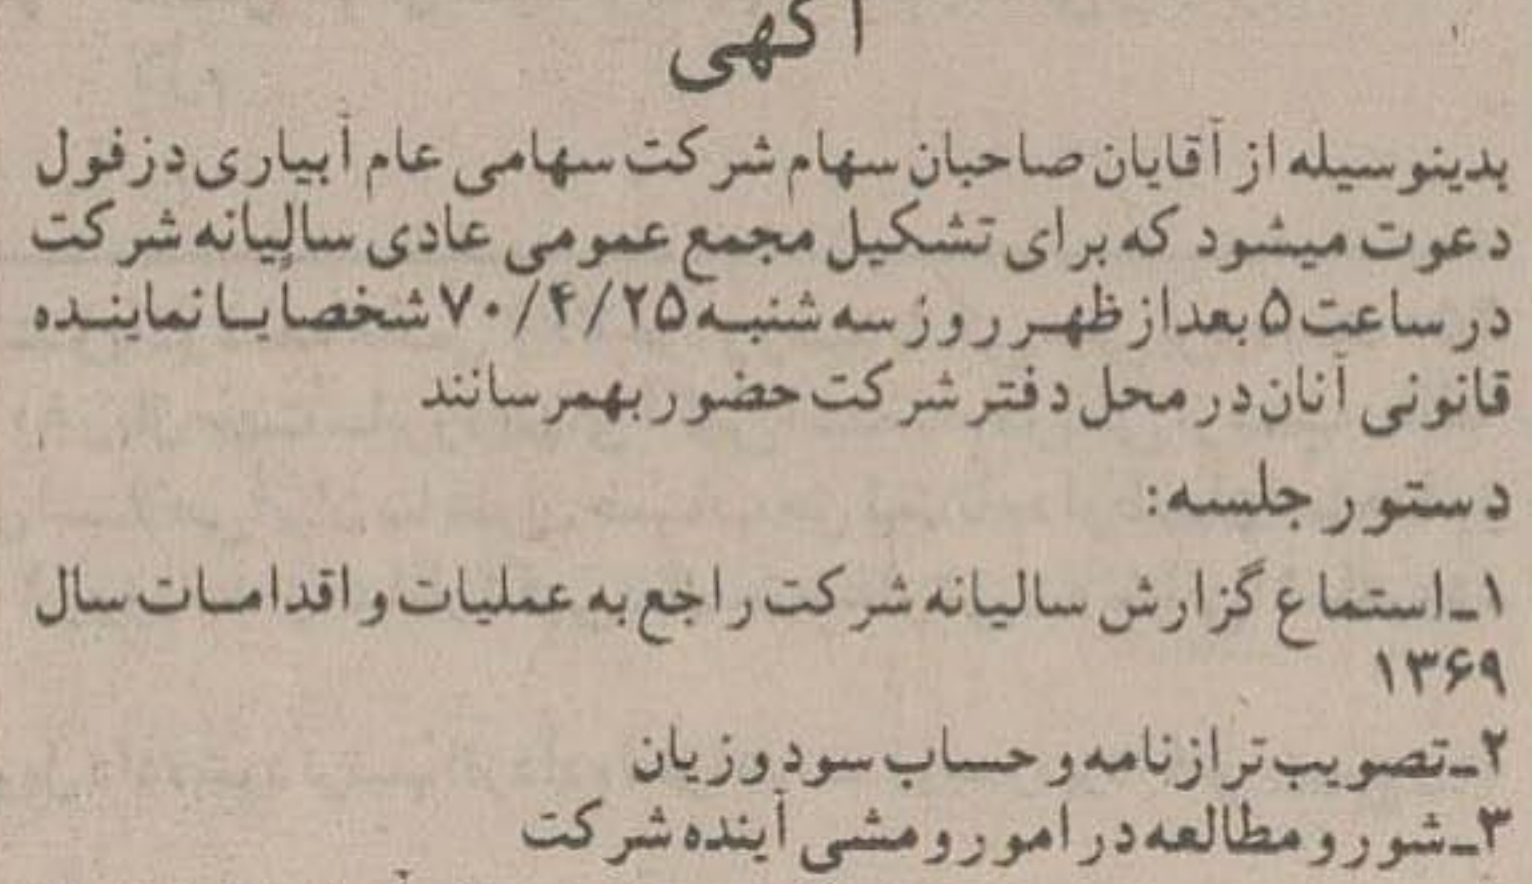 آگهی
بدینوسیله از آقایان صاحبان سهام شرکت سهامی عام آبیاری دزفول
دعوت میشود که برای تشکیل مجمع عمومی عادی سالیانه شرکت
در ساعت ۵ بعد از ظهر روز سه شنبه ۷۰/۴/۲۵ شخصاً یا نماینده
قانونی آنان در محل دفتر شرکت حضور بهمرسانند
دستور جلسه:
۱ـ استماع گزارش سالیانه شرکت راجع به عملیات و اقدامات سال
۱۳۶۹
۲ـ تصویب ترازنامه و حساب سود و زیان
۳ـ شور و مطالعه در امور و مشی آینده شرکت